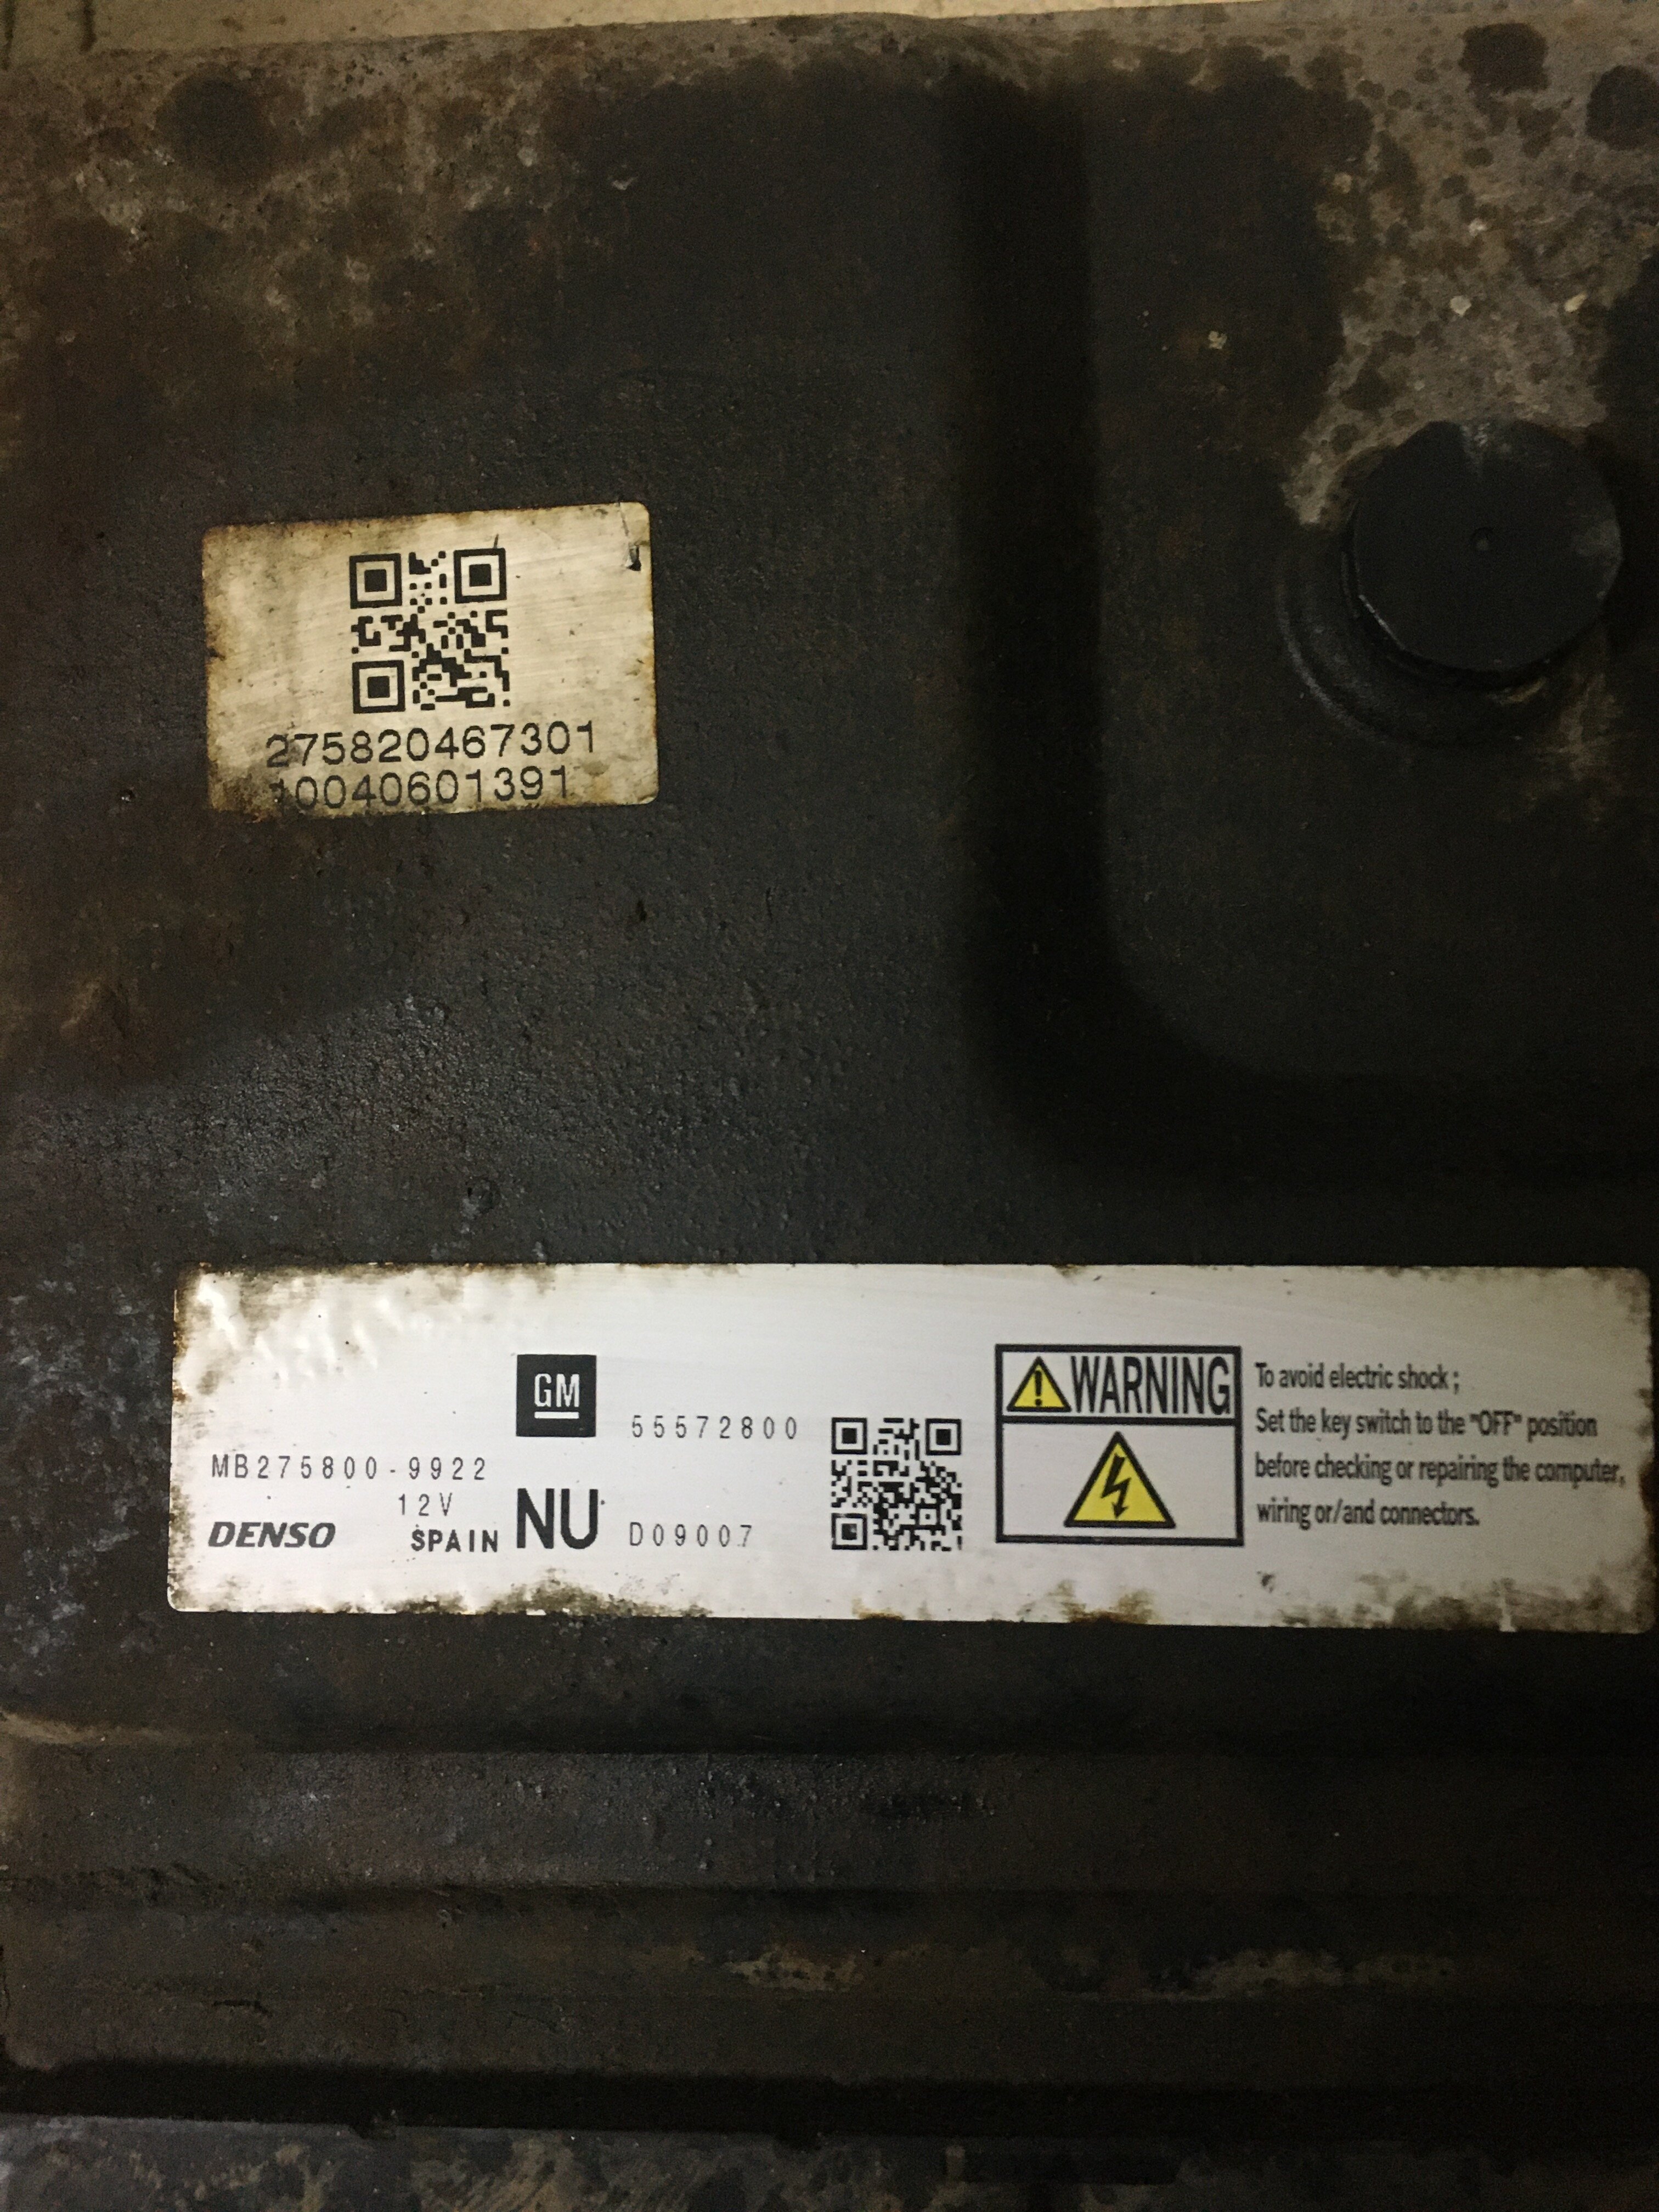 275820467301
10040601391
GM
55572800
MB275800-9922
12V
DENSO
SPAIN
NU
D09007
WARNING
To avoid electric shock ;
Set the key switch to the "OFF" position
before checking or repairing the computer,
wiring or/and connectors.